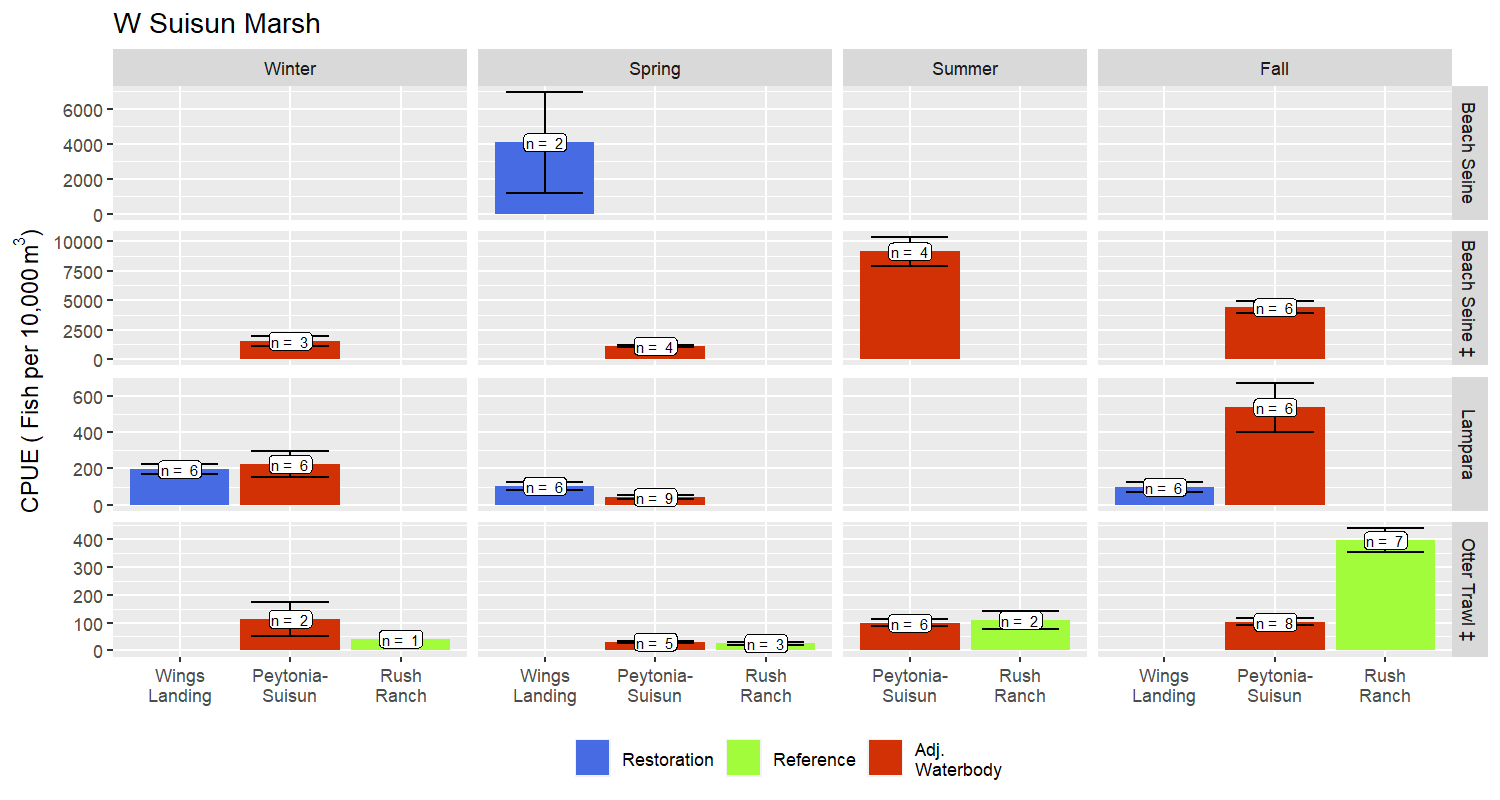 W Suisun Marsh
Winter Spring Summer Fall
CPUE ( Fish per 10,000 m³)
6000
4000
2000
0
n = 2
Beach Seine
10000
7500
5000
2500
0
n = 3
n = 4
n = 4
n = 6
Beach Seine ‡
600
400
200
0
n = 6
n = 6
n = 6
n = 9
n = 6
n = 6
Lampara
400
300
200
100
0
n = 2
n = 1
n = 5
n = 3
n = 6
n = 2
n = 8
n = 7
Otter Trawl ‡
Wings Peytonia- Rush Wings Peytonia- Rush Peytonia- Rush Wings Peytonia- Rush
Landing Suisun Ranch Landing Suisun Ranch Suisun Ranch Landing Suisun Ranch
Restoration
Reference
Adj.
Waterbody